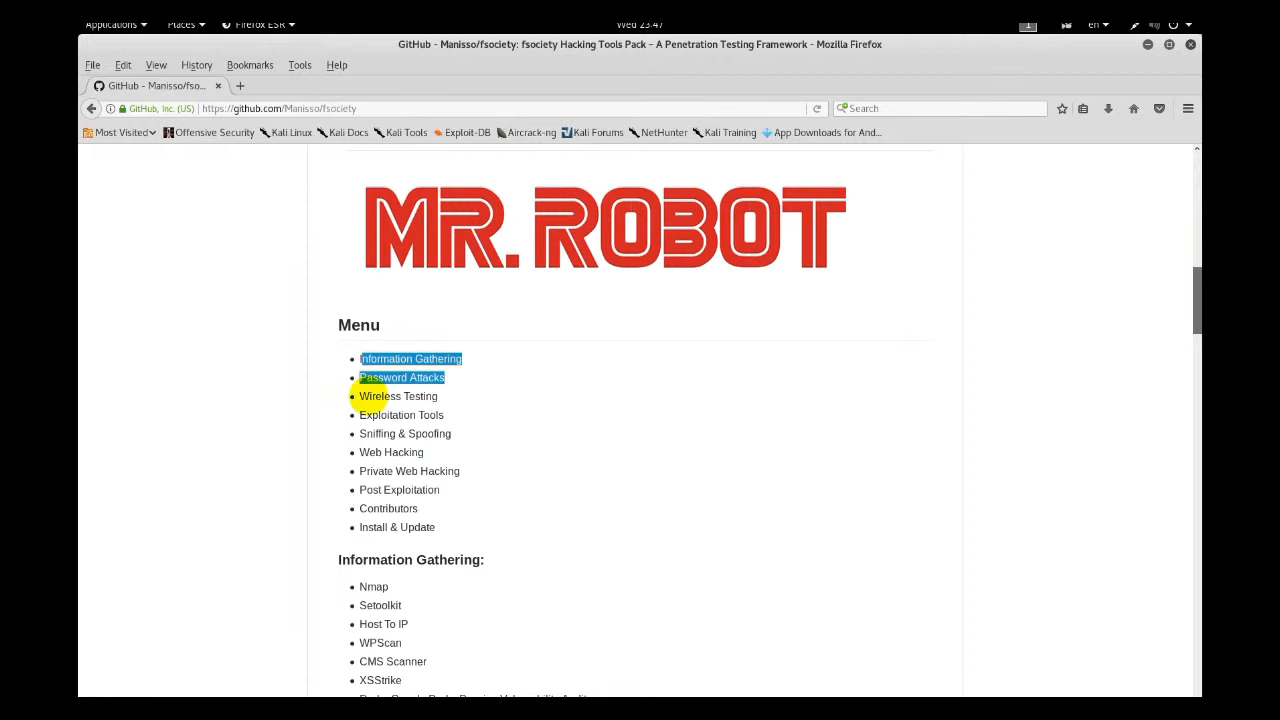 Applications Places Firefox ESR Wed 23:47 1 en
GitHub - Manisso/fsociety: fsociety Hacking Tools Pack – A Penetration Testing Framework - Mozilla Firefox
File Edit View History Bookmarks Tools Help
GitHub - Manisso/fso...
GitHub, Inc. (US) https://github.com/Manisso/fsociety Search
Most Visited Offensive Security Kali Linux Kali Docs Kali Tools Exploit-DB Aircrack-ng Kali Forums NetHunter Kali Training App Downloads for And...
MR. ROBOT
Menu
Information Gathering
Password Attacks
Wireless Testing
Exploitation Tools
Sniffing & Spoofing
Web Hacking
Private Web Hacking
Post Exploitation
Contributors
Install & Update
Information Gathering:
Nmap
Setoolkit
Host To IP
WPScan
CMS Scanner
XSStrike